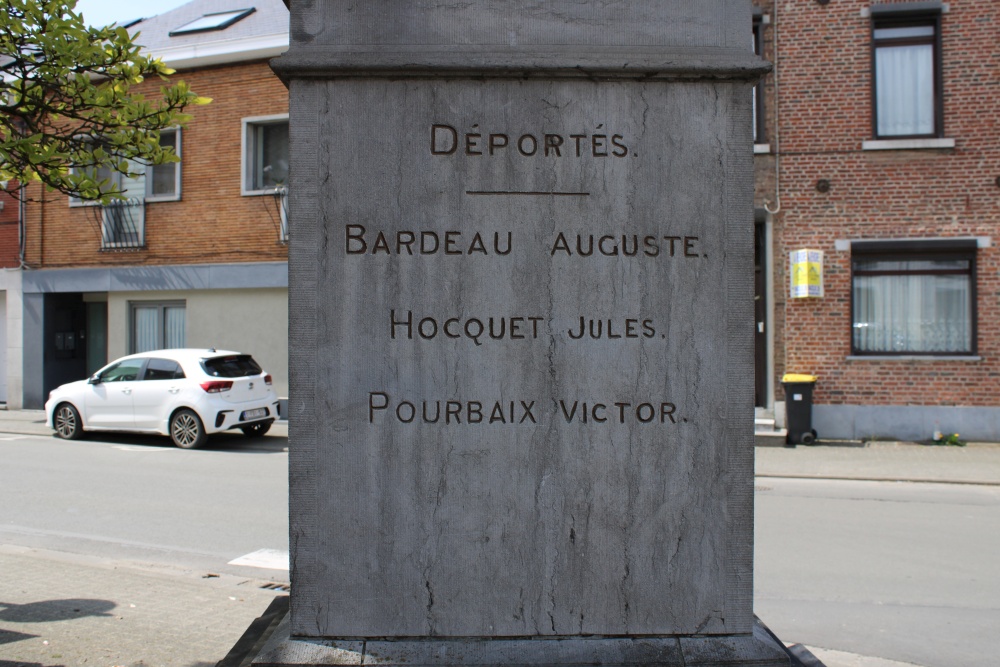 DÉPORTÉS.
BARDEAU AUGUSTE.
HOCQUET JULES.
POURBAIX VICTOR.